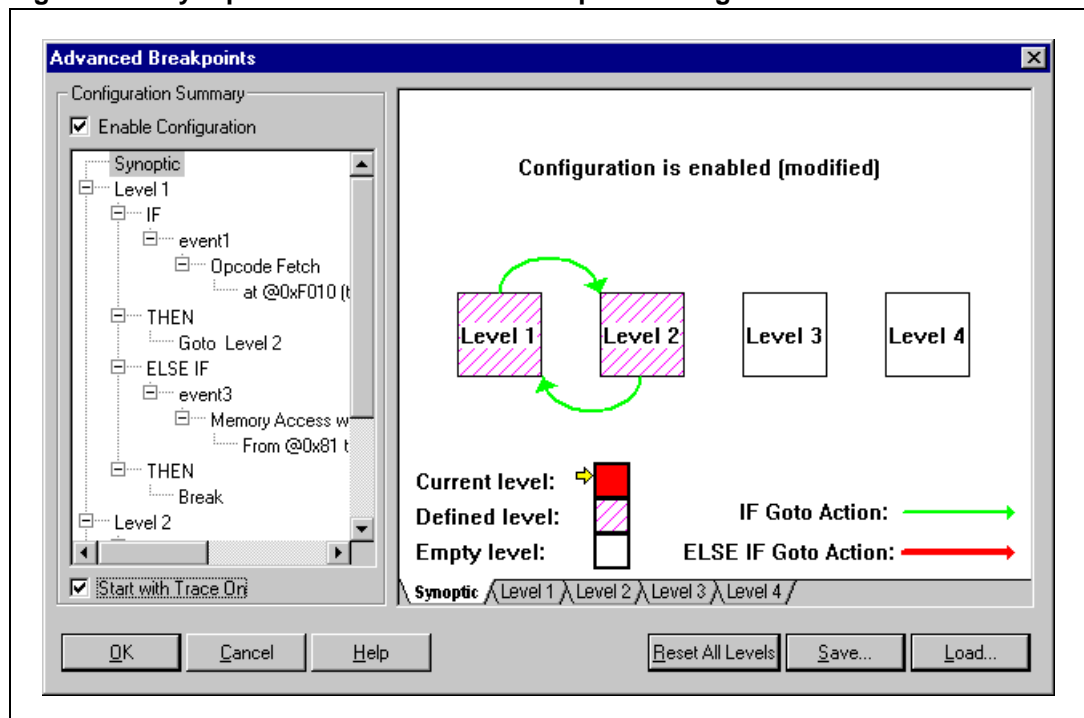 Advanced Breakpoints
Configuration Summary
Enable Configuration
Synoptic
Level 1
IF
event1
Opcode Fetch
at @0xF010 (t
THEN
Goto Level 2
ELSE IF
event3
Memory Access w
From @0x81 t
THEN
Break
Level 2
Start with Trace On
Configuration is enabled (modified)
Level 1
Level 2
Level 3
Level 4
Current level:
Defined level:
Empty level:
IF Goto Action:
ELSE IF Goto Action:
Synoptic Level 1 Level 2 Level 3 Level 4
OK Cancel Help Reset All Levels Save... Load...